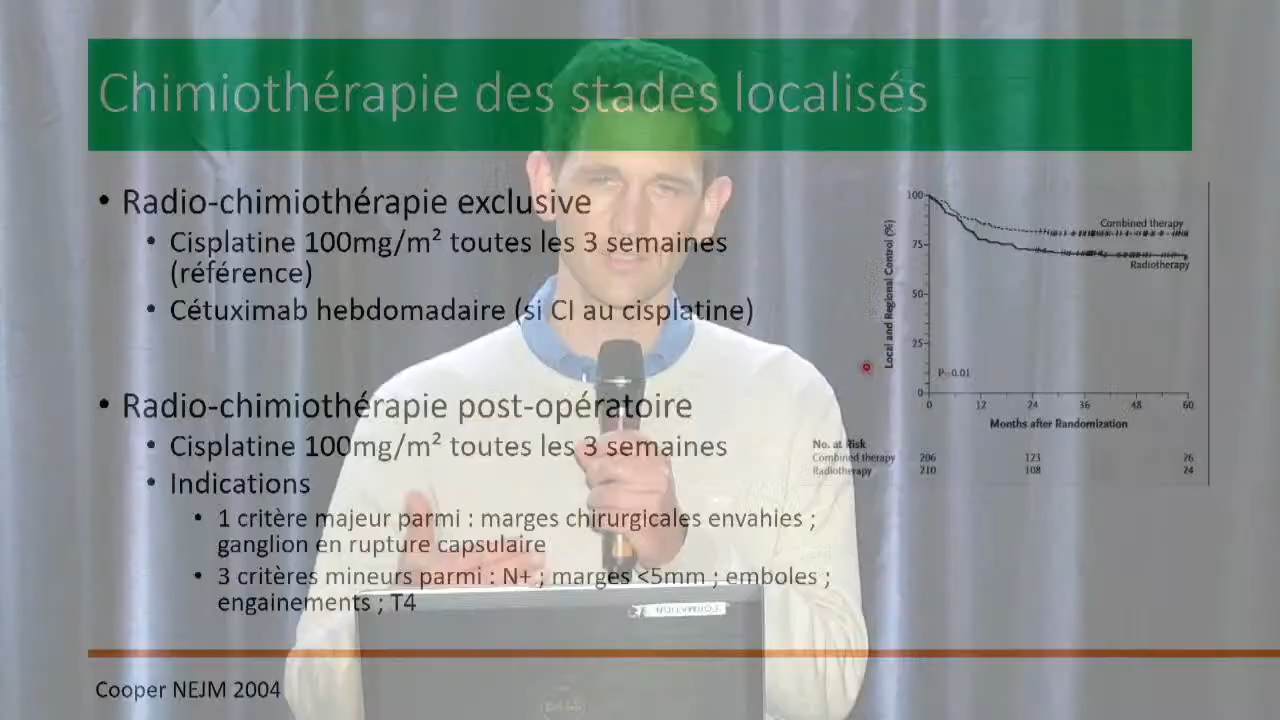 Chimiothérapie des stades localisés
• Radio-chimiothérapie exclusive
• Cisplatine 100mg/m² toutes les 3 semaines
(référence)
• Cétuximab hebdomadaire (si CI au cisplatine)
• Radio-chimiothérapie post-opératoire
• Cisplatine 100mg/m² toutes les 3 semaines
• Indications
• 1 critère majeur parmi : marges chirurgicales envahies ;
ganglion en rupture capsulaire
• 3 critères mineurs parmi : N+ ; marges <5mm ; emboles ;
engainements ; T4
Cooper NEJM 2004
Local and Regional Control (%)
100
75
50
25
0
Combined therapy
Radiotherapy
P=0.01
0 12 24 36 48 60
Months after Randomization
No. at Risk
Combined therapy 206 123 26
Radiotherapy 210 108 24
FORMATION